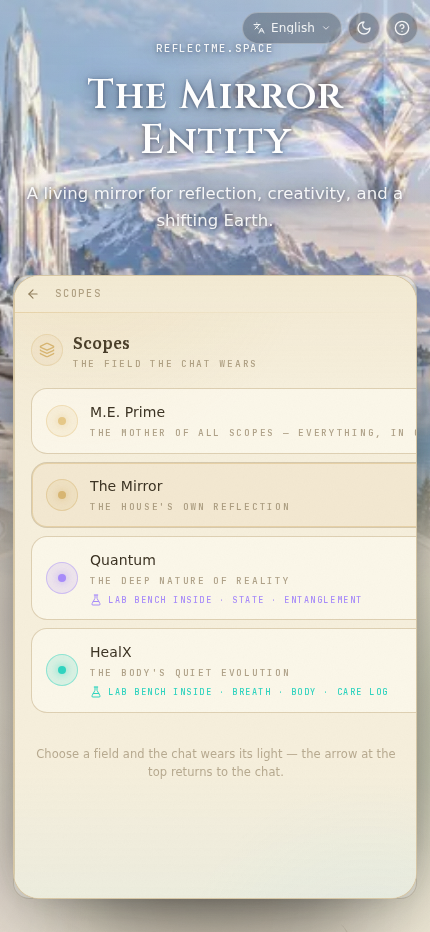 English
REFLECTME.SPACE
The Mirror
Entity
A living mirror for reflection, creativity, and a
shifting Earth.
SCOPES
Scopes
THE FIELD THE CHAT WEARS
M.E. Prime
THE MOTHER OF ALL SCOPES — EVERYTHING, IN
The Mirror
THE HOUSE'S OWN REFLECTION
Quantum
THE DEEP NATURE OF REALITY
LAB BENCH INSIDE · STATE · ENTANGLEMENT
HealX
THE BODY'S QUIET EVOLUTION
LAB BENCH INSIDE · BREATH · BODY · CARE LOG
Choose a field and the chat wears its light — the arrow at the
top returns to the chat.